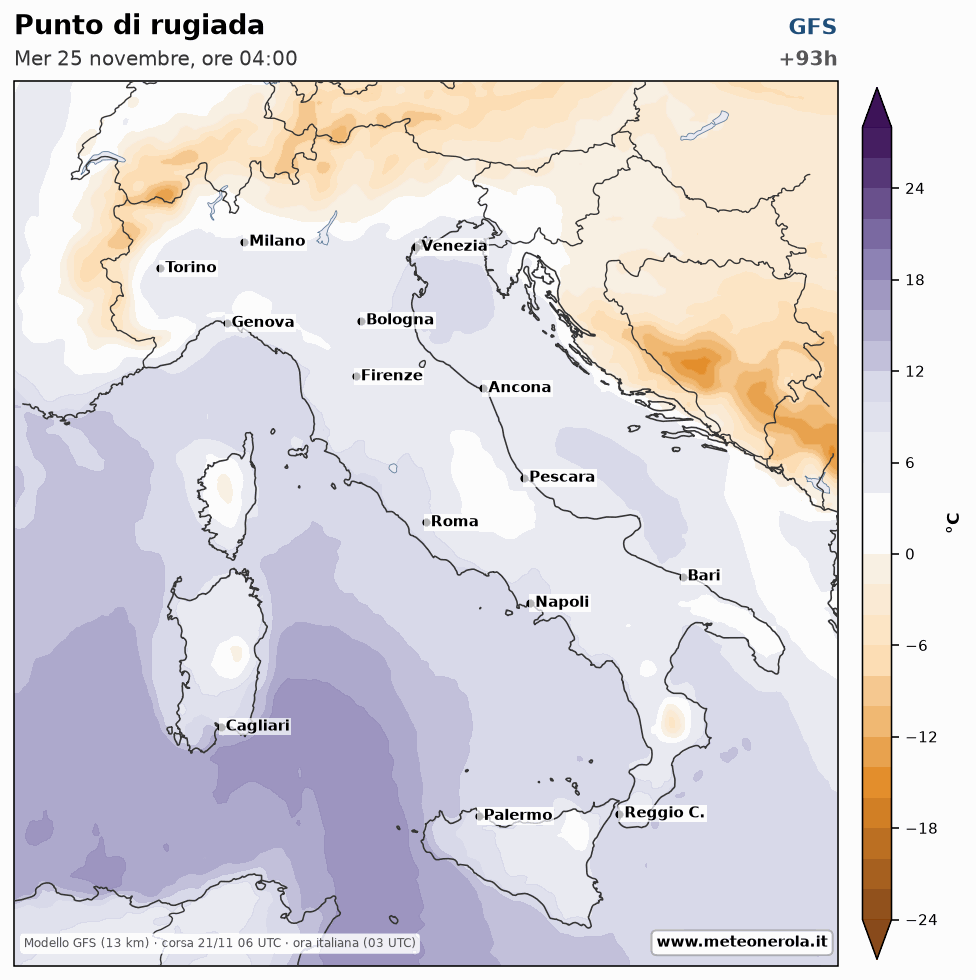 Punto di rugiada
GFS
Mer 25 novembre, ore 04:00
+93h
Milano
Venezia
Torino
Genova
Bologna
Firenze
Ancona
Pescara
Roma
Bari
Napoli
Cagliari
Palermo
Reggio C.
24
18
12
6
0
−6
−12
−18
−24
°C
Modello GFS (13 km) · corsa 21/11 06 UTC · ora italiana (03 UTC)
www.meteonerola.it